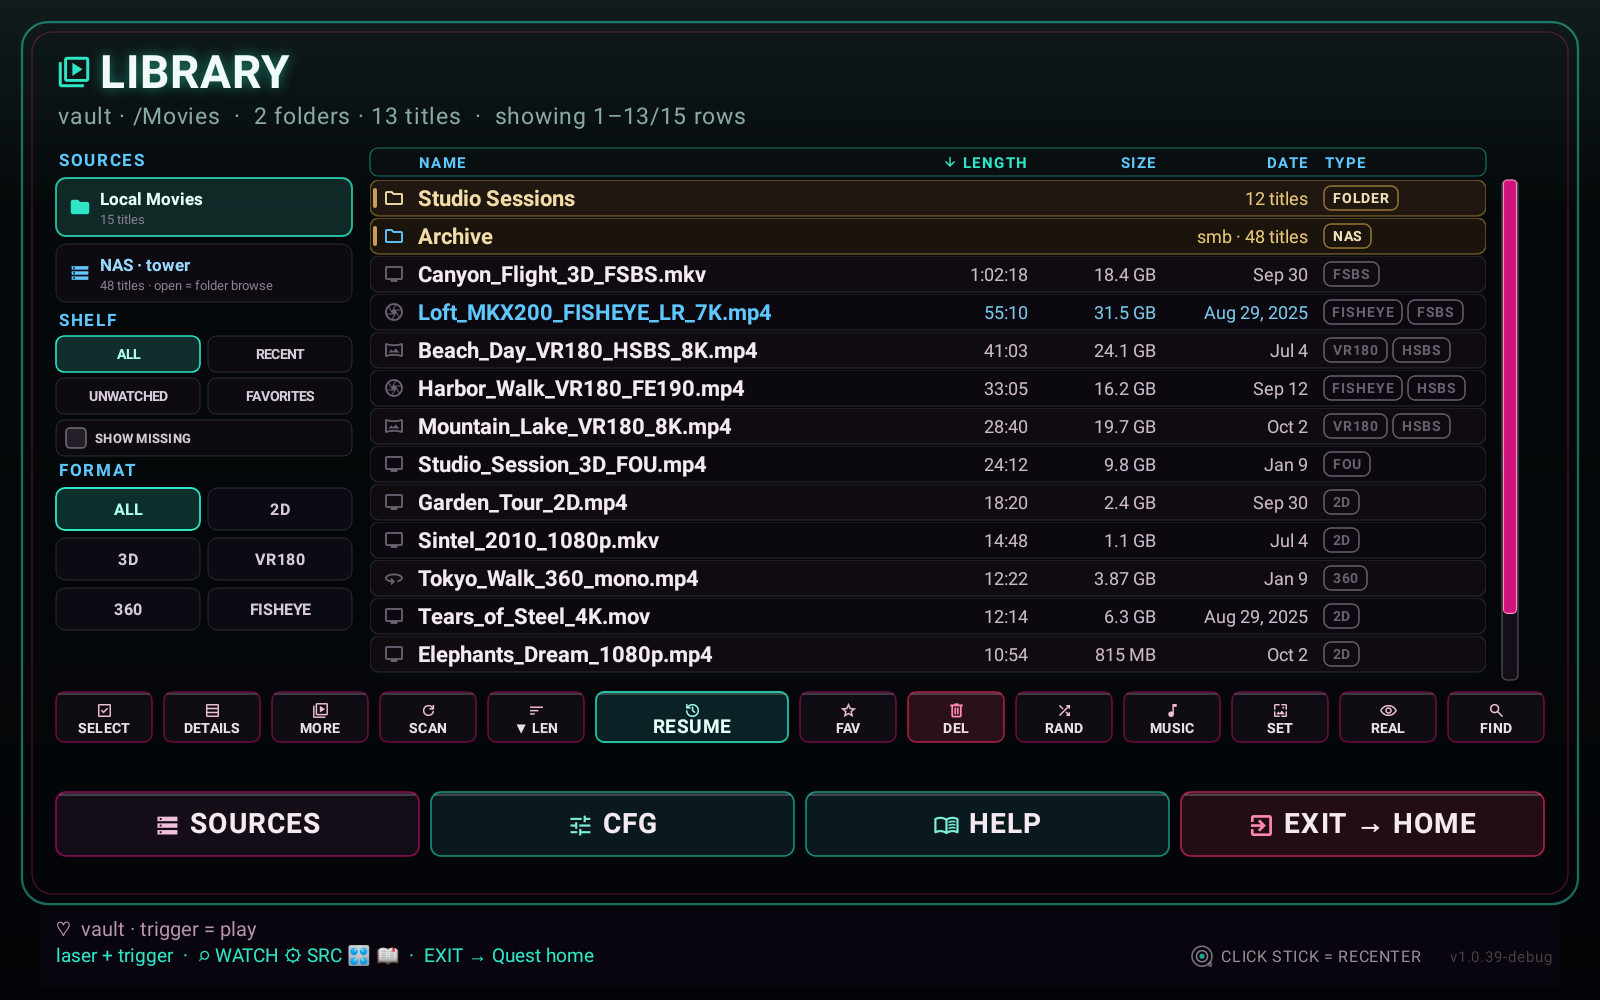 LIBRARY
vault · /Movies · 2 folders · 13 titles · showing 1–13/15 rows
SOURCES
Local Movies
15 titles
NAS · tower
48 titles · open = folder browse
SHELF
ALL
RECENT
UNWATCHED
FAVORITES
SHOW MISSING
FORMAT
ALL
2D
3D
VR180
360
FISHEYE
NAME ↓ LENGTH SIZE DATE TYPE
Studio Sessions 12 titles FOLDER
Archive smb · 48 titles NAS
Canyon_Flight_3D_FSBS.mkv 1:02:18 18.4 GB Sep 30 FSBS
Loft_MKX200_FISHEYE_LR_7K.mp4 55:10 31.5 GB Aug 29, 2025 FISHEYE FSBS
Beach_Day_VR180_HSBS_8K.mp4 41:03 24.1 GB Jul 4 VR180 HSBS
Harbor_Walk_VR180_FE190.mp4 33:05 16.2 GB Sep 12 FISHEYE HSBS
Mountain_Lake_VR180_8K.mp4 28:40 19.7 GB Oct 2 VR180 HSBS
Studio_Session_3D_FOU.mp4 24:12 9.8 GB Jan 9 FOU
Garden_Tour_2D.mp4 18:20 2.4 GB Sep 30 2D
Sintel_2010_1080p.mkv 14:48 1.1 GB Jul 4 2D
Tokyo_Walk_360_mono.mp4 12:22 3.87 GB Jan 9 360
Tears_of_Steel_4K.mov 12:14 6.3 GB Aug 29, 2025 2D
Elephants_Dream_1080p.mp4 10:54 815 MB Oct 2 2D
SELECT
DETAILS
MORE
SCAN
▼ LEN
RESUME
FAV
DEL
RAND
MUSIC
SET
REAL
FIND
SOURCES
CFG
HELP
EXIT → HOME
♡ vault · trigger = play
laser + trigger · ⌕ WATCH ⚙ SRC 🎛 📖 · EXIT → Quest home
CLICK STICK = RECENTER
v1.0.39-debug